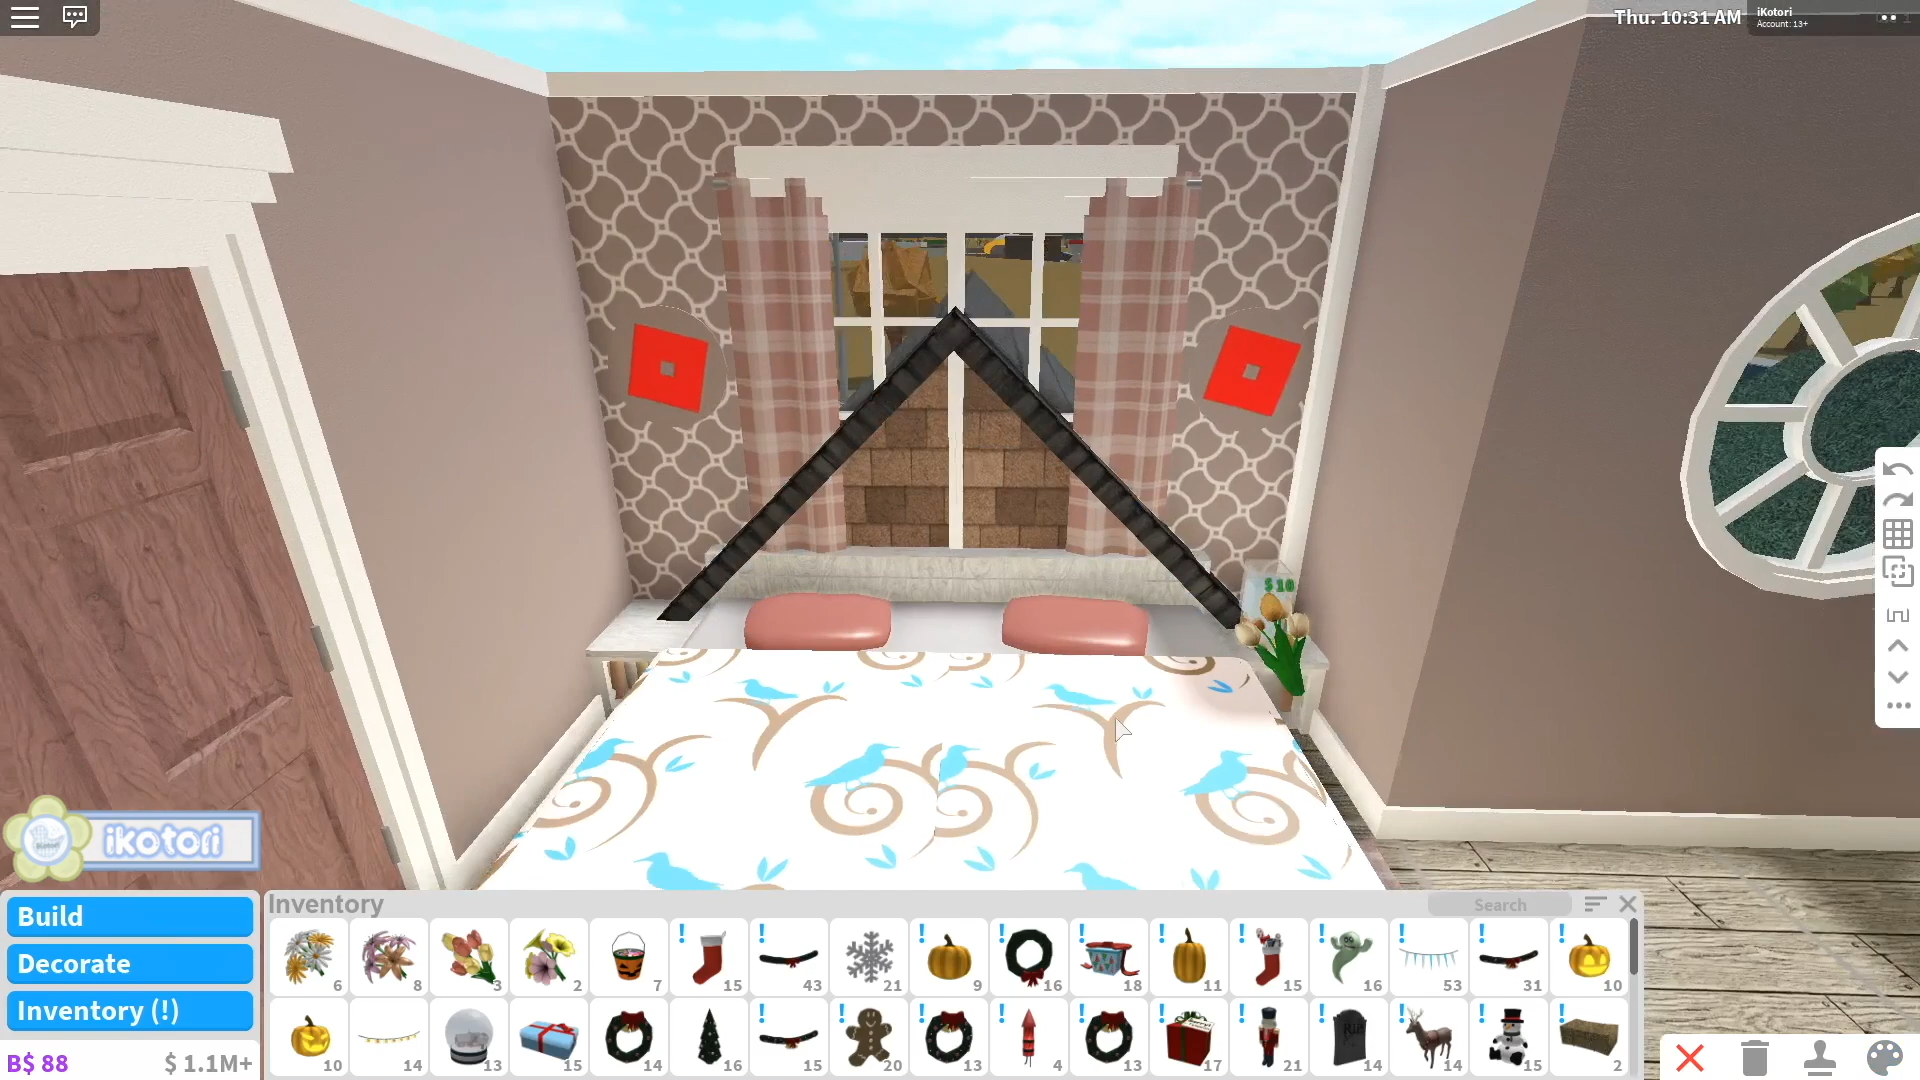 Thu. 10:31 AM
iKotori
Account: 13+
$10
ikotori
Build
Decorate
Inventory (!)
B$ 88
$ 1.1M+
Inventory
Search
6
8
3
2
7
! 15
! 43
21
! 9
! 16
! 18
! 11
! 15
! 16
! 53
! 31
! 10
10
14
13
15
14
16
! 15
! 20
! 13
! 4
! 13
! 17
! 21
! 14
! 14
! 15
! 2
RIP